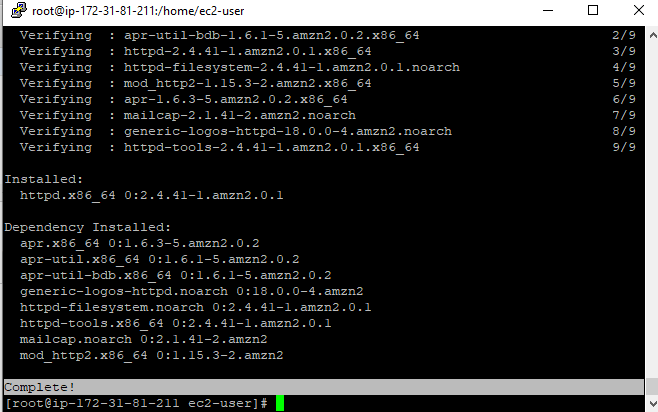 root@ip-172-31-81-211:/home/ec2-user
Verifying : apr-util-bdb-1.6.1-5.amzn2.0.2.x86_64 2/9
Verifying : httpd-2.4.41-1.amzn2.0.1.x86_64 3/9
Verifying : httpd-filesystem-2.4.41-1.amzn2.0.1.noarch 4/9
Verifying : mod_http2-1.15.3-2.amzn2.x86_64 5/9
Verifying : apr-1.6.3-5.amzn2.0.2.x86_64 6/9
Verifying : mailcap-2.1.41-2.amzn2.noarch 7/9
Verifying : generic-logos-httpd-18.0.0-4.amzn2.noarch 8/9
Verifying : httpd-tools-2.4.41-1.amzn2.0.1.x86_64 9/9
Installed:
httpd.x86_64 0:2.4.41-1.amzn2.0.1
Dependency Installed:
apr.x86_64 0:1.6.3-5.amzn2.0.2
apr-util.x86_64 0:1.6.1-5.amzn2.0.2
apr-util-bdb.x86_64 0:1.6.1-5.amzn2.0.2
generic-logos-httpd.noarch 0:18.0.0-4.amzn2
httpd-filesystem.noarch 0:2.4.41-1.amzn2.0.1
httpd-tools.x86_64 0:2.4.41-1.amzn2.0.1
mailcap.noarch 0:2.1.41-2.amzn2
mod_http2.x86_64 0:1.15.3-2.amzn2
Complete!
[root@ip-172-31-81-211 ec2-user]#